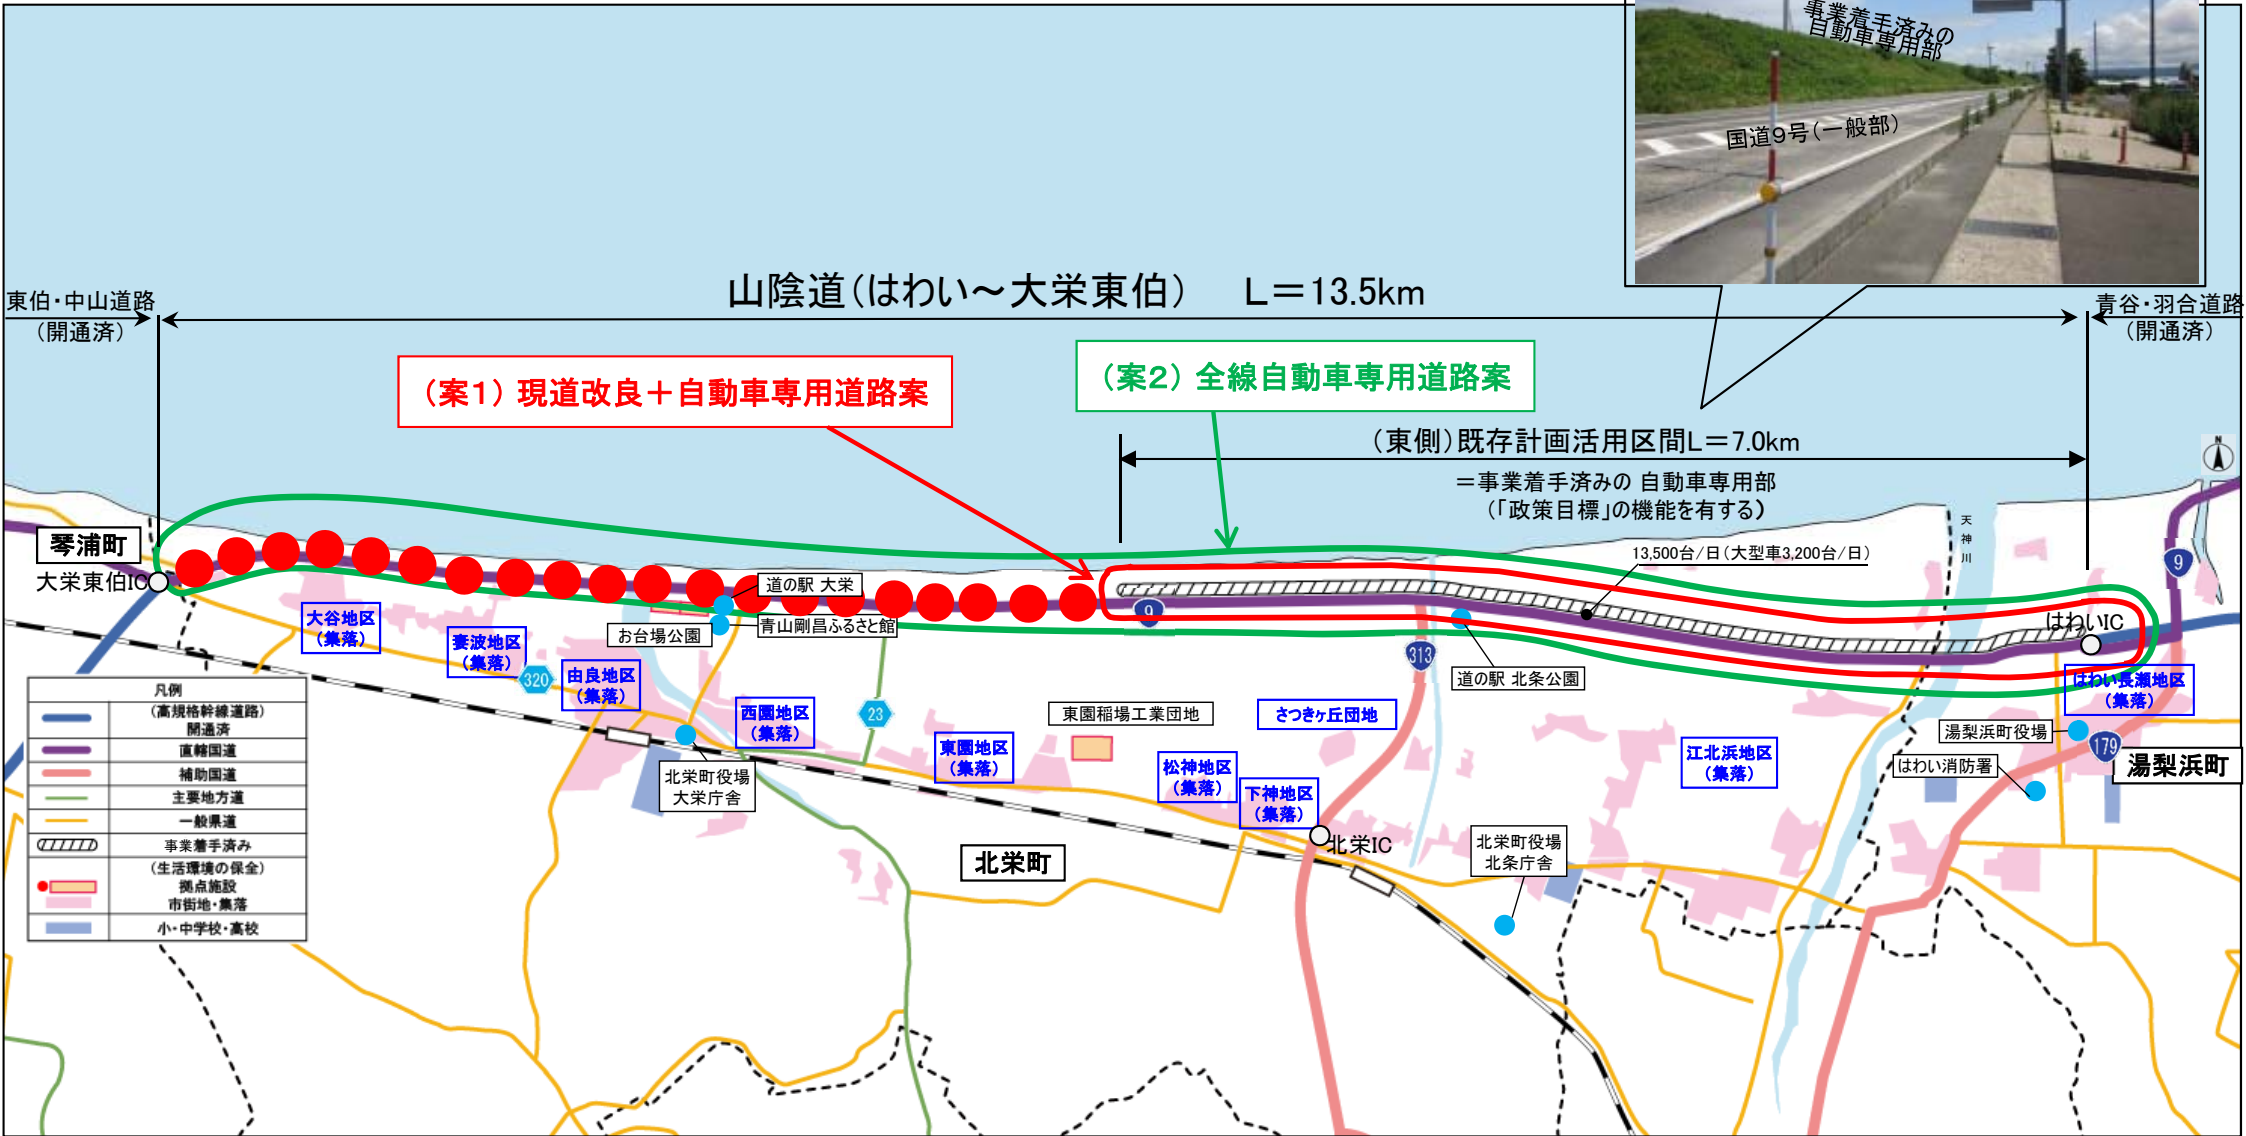 事業着手済みの
自動車専用部
国道9号(一般部)
山陰道(はわい～大栄東伯)　L=13.5km
東伯・中山道路
(開通済)
青谷・羽合道路
(開通済)
(案1) 現道改良+自動車専用道路案
(案2) 全線自動車専用道路案
(東側)既存計画活用区間L=7.0km
=事業着手済みの 自動車専用部
(「政策目標」の機能を有する)
N
天神川
13,500台/日(大型車3,200台/日)
琴浦町
大栄東伯IC
9
9
はわいIC
道の駅 大栄
青山剛昌ふるさと館
お台場公園
大谷地区
(集落)
妻波地区
(集落)
320
由良地区
(集落)
西園地区
(集落)
23
東園地区
(集落)
東園稲場工業団地
さつきヶ丘団地
313
道の駅 北条公園
松神地区
(集落)
下神地区
(集落)
江北浜地区
(集落)
はわい長瀬地区
(集落)
湯梨浜町役場
179
はわい消防署
湯梨浜町
北栄町役場
大栄庁舎
北栄町
北栄IC
北栄町役場
北条庁舎
凡例
(高規格幹線道路)
開通済
直轄国道
補助国道
主要地方道
一般県道
事業着手済み
(生活環境の保全)
拠点施設
市街地・集落
小・中学校・高校